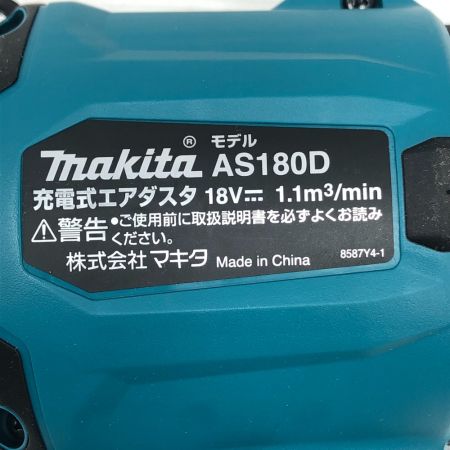 モデル
makita® AS180D
充電式エアダスタ 18V⎓ 1.1m³/min
⚠警告 •ご使用前に取扱説明書を必ずよくお読み
ください。
株式会社マキタ Made in China
8587Y4-1